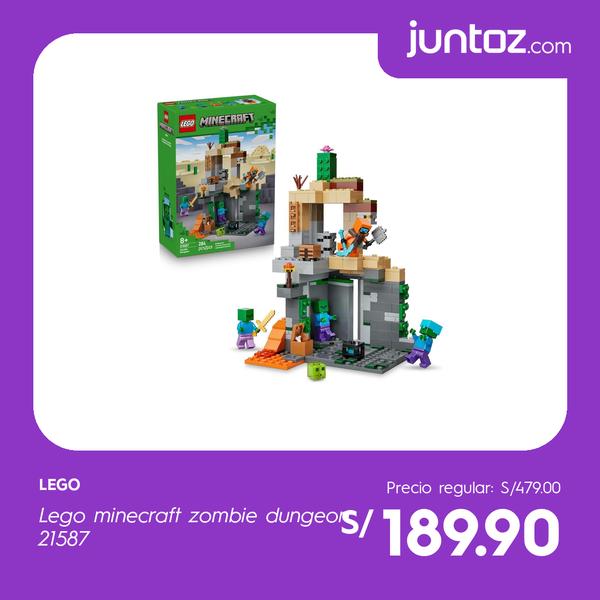 juntoz.com
LEGO MINECRAFT
8+
LEGO
Precio regular: S/479.00
Lego minecraft zombie dungeon
21587
S/189.90